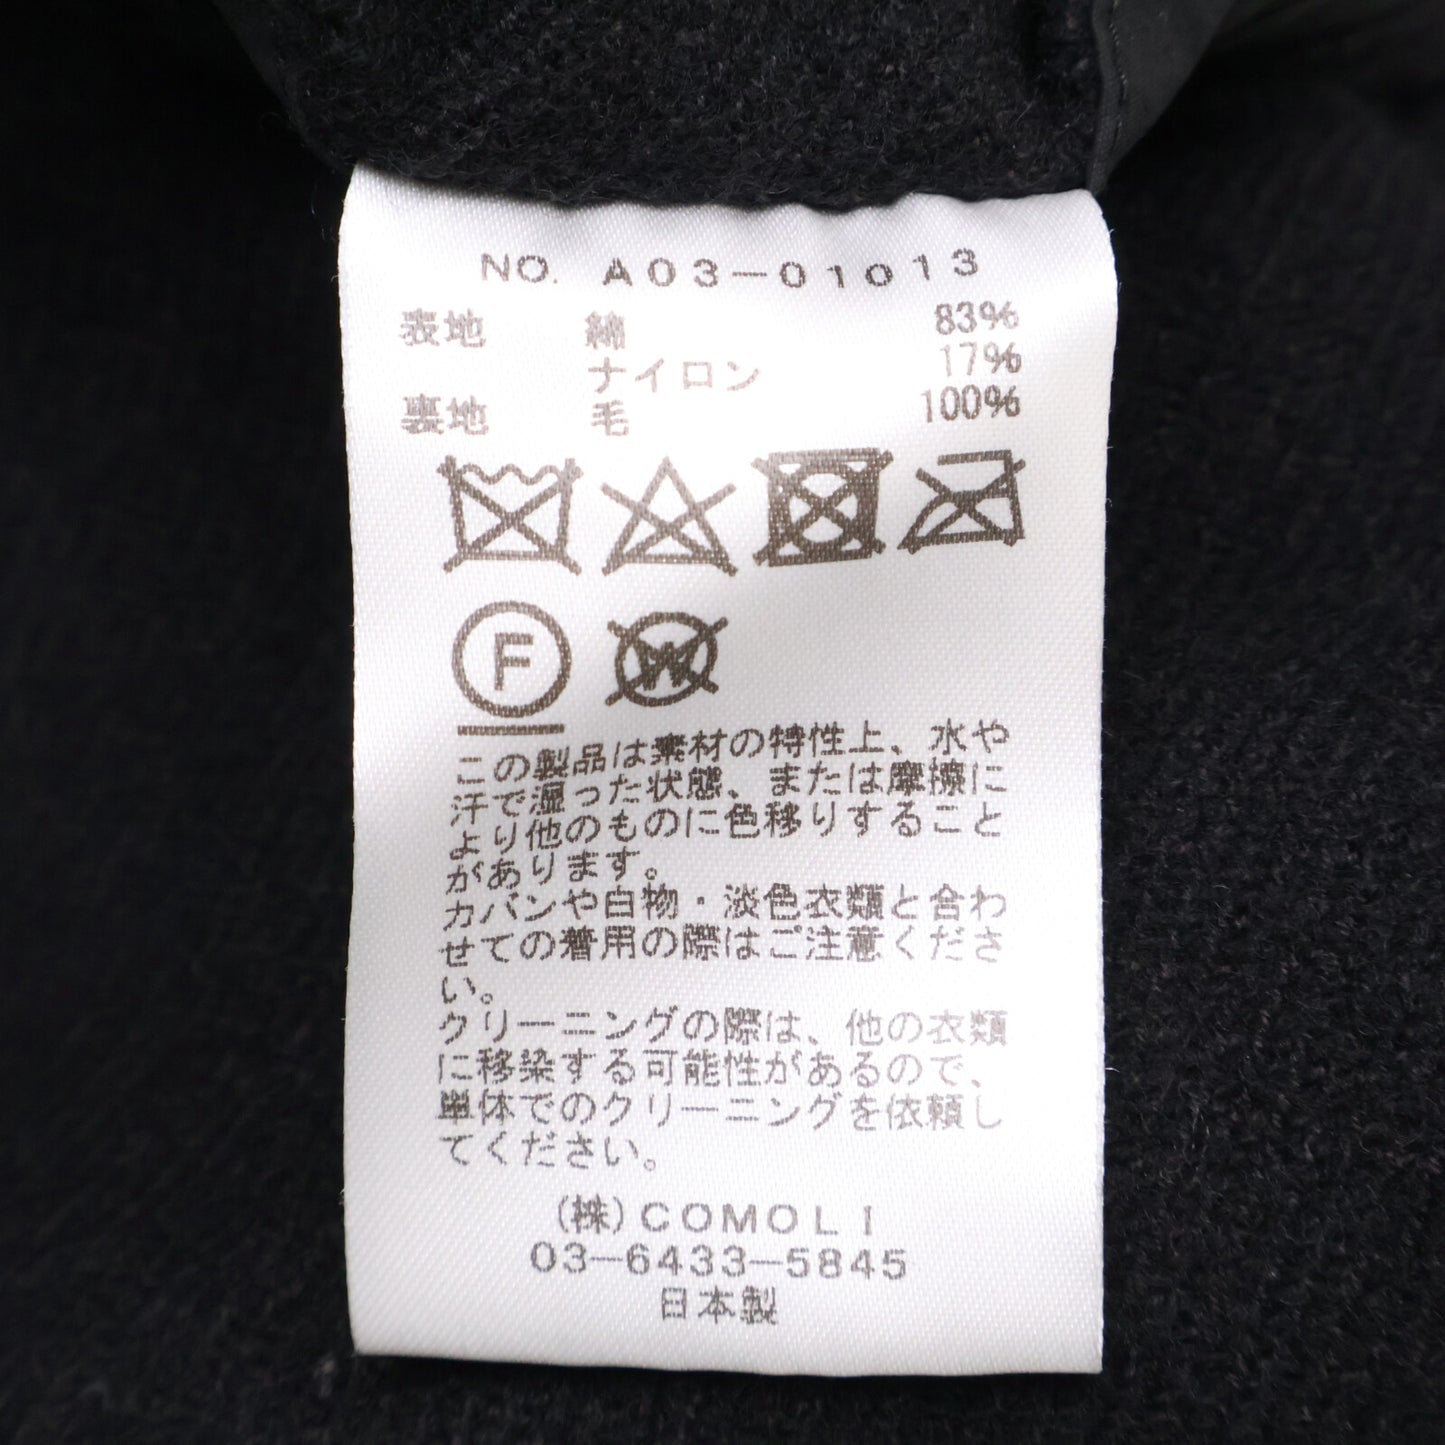 NO. A03-01013
表地 綿 83%
ナイロン 17%
裏地 毛 100%
F
W
この製品は素材の特性上、水や
汗で湿った状態、または摩擦に
より他のものに色移りすること
があります。
カバンや白物・淡色衣類と合わ
せての着用の際はご注意くださ
い。
クリーニングの際は、他の衣類
に移染する可能性があるので、
単体でのクリーニングを依頼し
てください。
(株)COMOLI
03-6433-5845
日本製